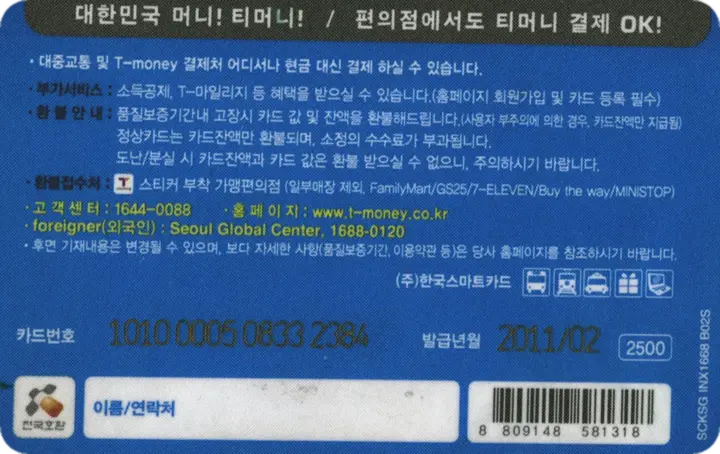 대한민국 머니! 티머니! / 편의점에서도 티머니 결제 OK!
· 대중교통 및 T-money 결제처 어디서나 현금 대신 결제 하실 수 있습니다.
· 부가서비스 : 소득공제, T-마일리지 등 혜택을 받으실 수 있습니다.(홈페이지 회원가입 및 카드 등록 필수)
· 환불안내 : 품질보증기간내 고장시 카드 값 및 잔액을 환불해드립니다.(사용자 부주의에 의한 경우, 카드잔액만 지급됨)
정상카드는 카드잔액만 환불되며, 소정의 수수료가 부과됩니다.
도난/분실 시 카드잔액과 카드 값은 환불 받으실 수 없으니, 주의하시기 바랍니다.
· 환불접수처 : T 스티커 부착 가맹편의점 (일부매장 제외, FamilyMart/GS25/7-ELEVEN/Buy the way/MINISTOP)
· 고객센터 : 1644-0088 · 홈페이지 : www.t-money.co.kr
· foreigner(외국인) : Seoul Global Center, 1688-0120
· 후면 기재내용은 변경될 수 있으며, 보다 자세한 사항(품질보증기간, 이용약관 등)은 당사 홈페이지를 참조하시기 바랍니다.
(주)한국스마트카드
카드번호 1010 0005 0833 2384 발급년월 2011/02 2500
SCKSG INX1668 B02S
전국호환
이름/연락처
8 809148 581318